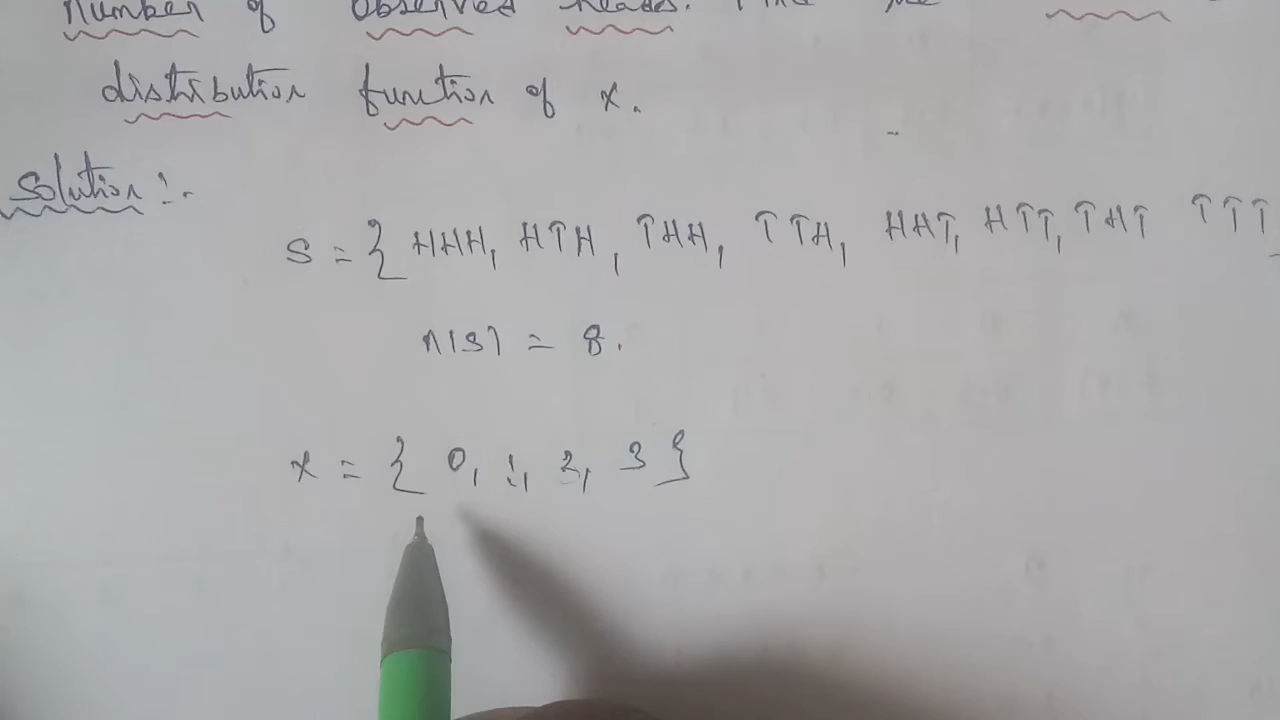 number of observed heads. Find the
distribution function of x.
Solution :-
S = { HHH, HTH, THH, TTH, HHT, HTT, THT TTT
n(S) = 8.
x = { 0, 1, 2, 3 }